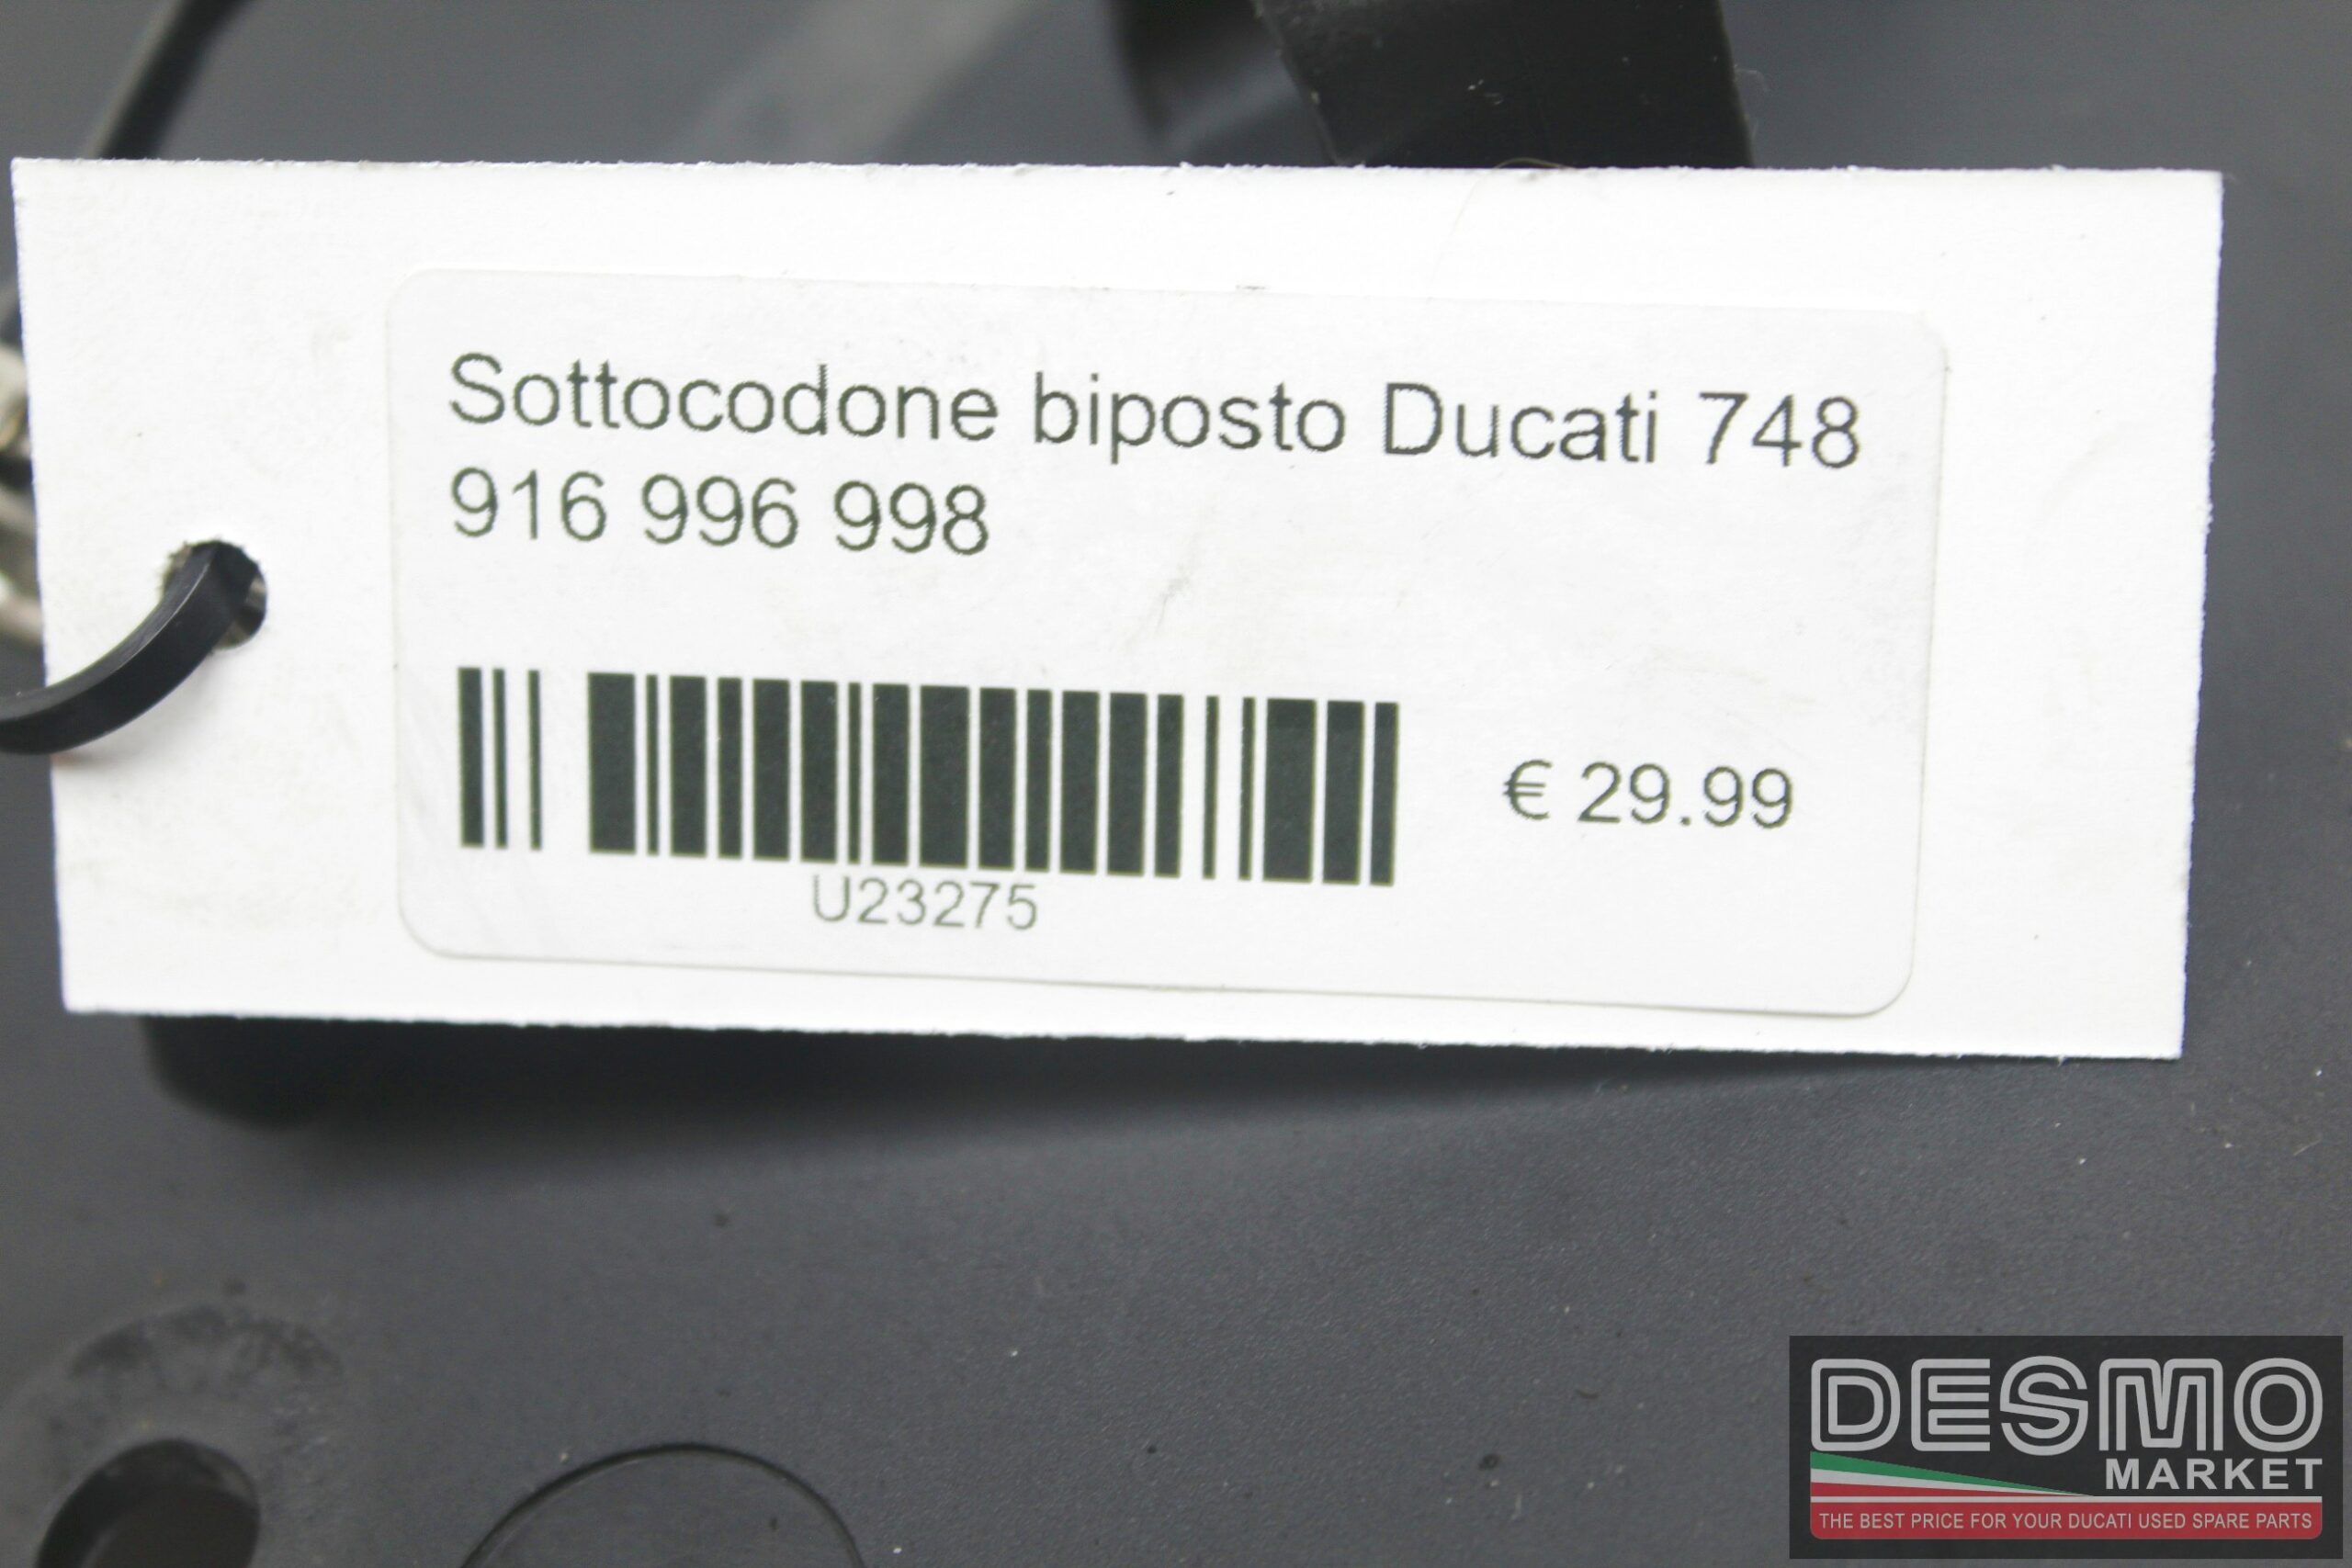 Sottocodone biposto Ducati 748
916 996 998
€ 29.99
U23275
DESMO
MARKET
THE BEST PRICE FOR YOUR DUCATI USED SPARE PARTS